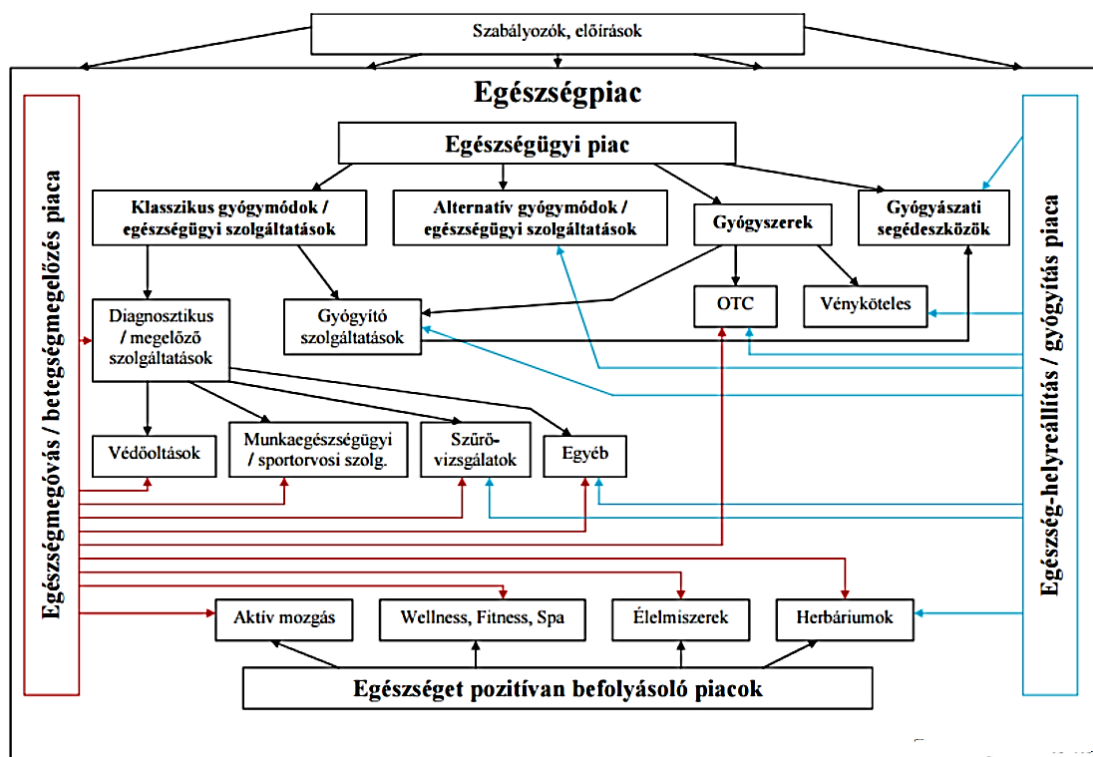 Szabályozók, előírások
Egészségpiac
Egészségmegóvás / betegségmegelőzés piaca
Egészség-helyreállítás / gyógyítás piaca
Egészségügyi piac
Klasszikus gyógymódok /
egészségügyi szolgáltatások
Alternatív gyógymódok /
egészségügyi szolgáltatások
Gyógyszerek
Gyógyászati
segédeszközök
Diagnosztikus
/ megelőző
szolgáltatások
Gyógyító
szolgáltatások
OTC
Vényköteles
Védőoltások
Munkaegészségügyi
/ sportorvosi szolg.
Szűrő-
vizsgálatok
Egyéb
Aktív mozgás
Wellness, Fitness, Spa
Élelmiszerek
Herbáriumok
Egészséget pozitívan befolyásoló piacok